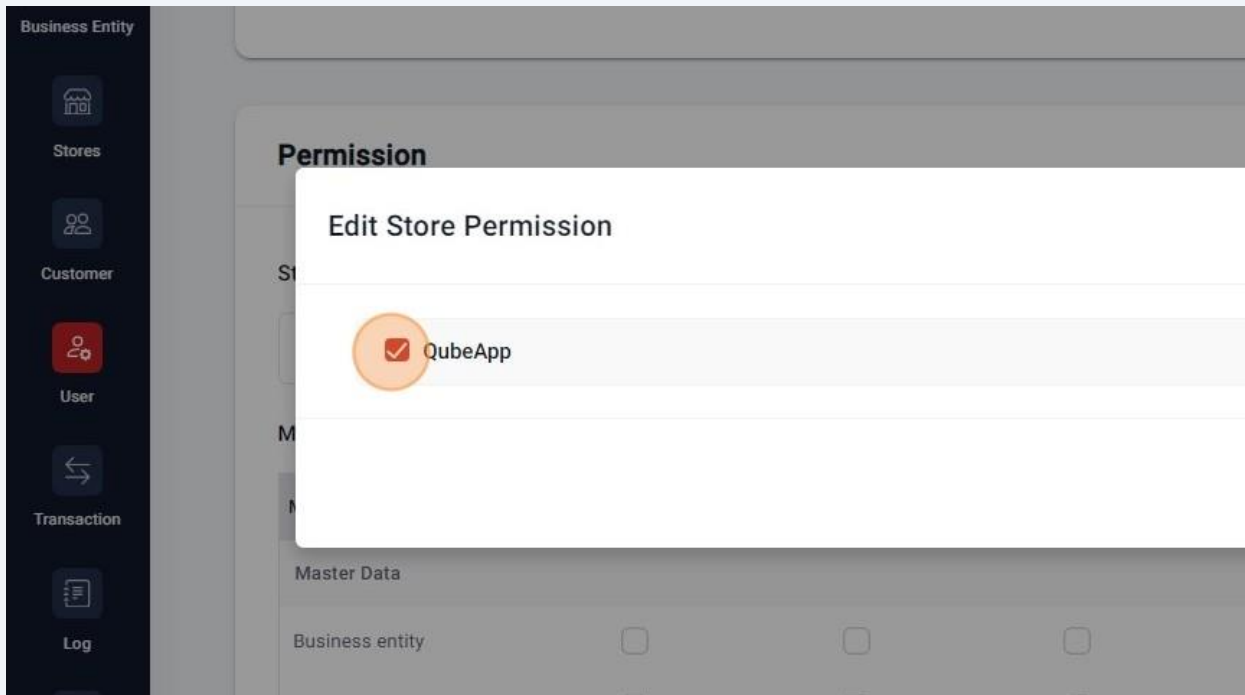 Business Entity
Stores
Customer
User
Transaction
Log
Permission
Edit Store Permission
St
QubeApp
M
Master Data
Business entity